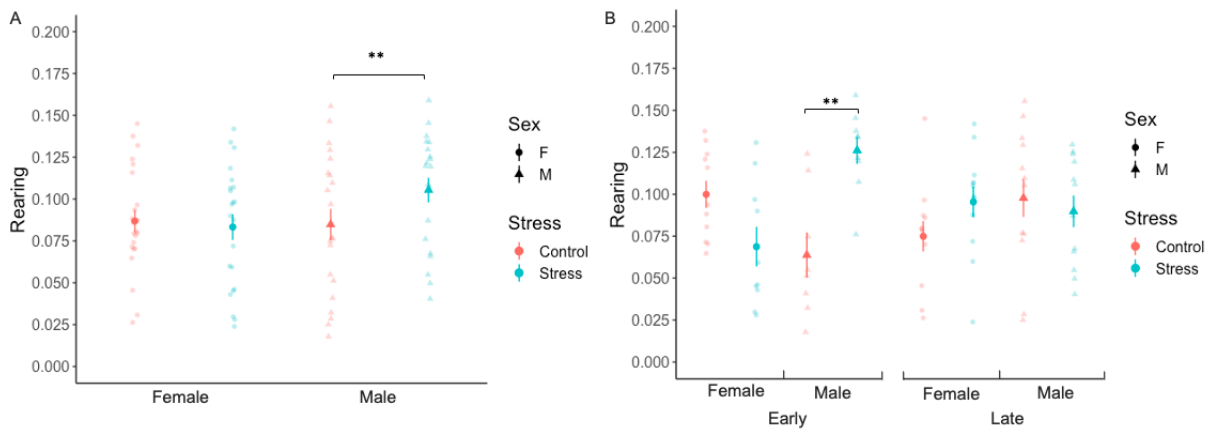 A
0.200
0.175
0.150
0.125
0.100
0.075
0.050
0.025
0.000
Rearing
**
Female Male
Sex
F
M
Stress
Control
Stress
B
0.200
0.175
0.150
0.125
0.100
0.075
0.050
0.025
0.000
Rearing
**
Female Male Female Male
Early Late
Sex
F
M
Stress
Control
Stress